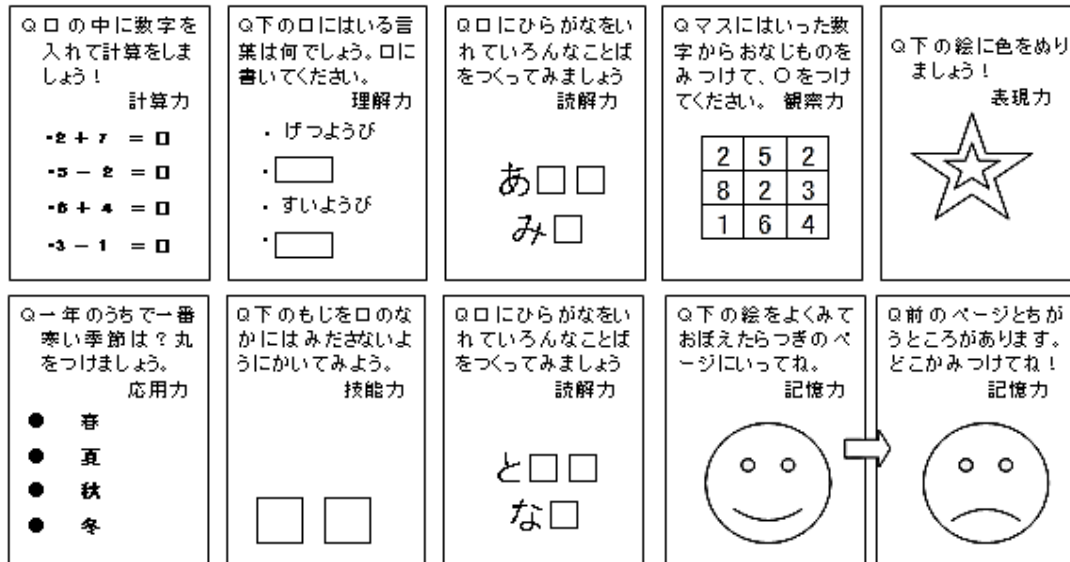 Q口の中に数字を
入れて計算をしま
しょう！
計算力
・2 + 7 = □
・5 − 2 = □
・6 + 4 = □
・3 − 1 = □
Q下の口にはいる言
葉は何でしょう。口に
書いてください。
理解力
・ げつようび
・
・ すいようび
・
Q口にひらがなをい
れていろんなことば
をつくってみましょう
読解力
あ□□
み□
Qマスにはいった数
字からおなじものを
みつけて、〇をつけ
てください。 観察力
2 5 2
8 2 3
1 6 4
Q下の絵に色をぬり
ましょう！
表現力
Q一年のうちで一番
寒い季節は？丸
をつけましょう。
応用力
● 春
● 夏
● 秋
● 冬
Q下のもじを口のな
かにはみださないよ
うにかいてみよう。
技能力
Q口にひらがなをい
れていろんなことば
をつくってみましょう
読解力
と□□
な□
Q下の絵をよくみて
おぼえたらつぎのペ
ージにいってね。
記憶力
Q前のページとちが
うところがあります。
どこかみつけてね！
記憶力